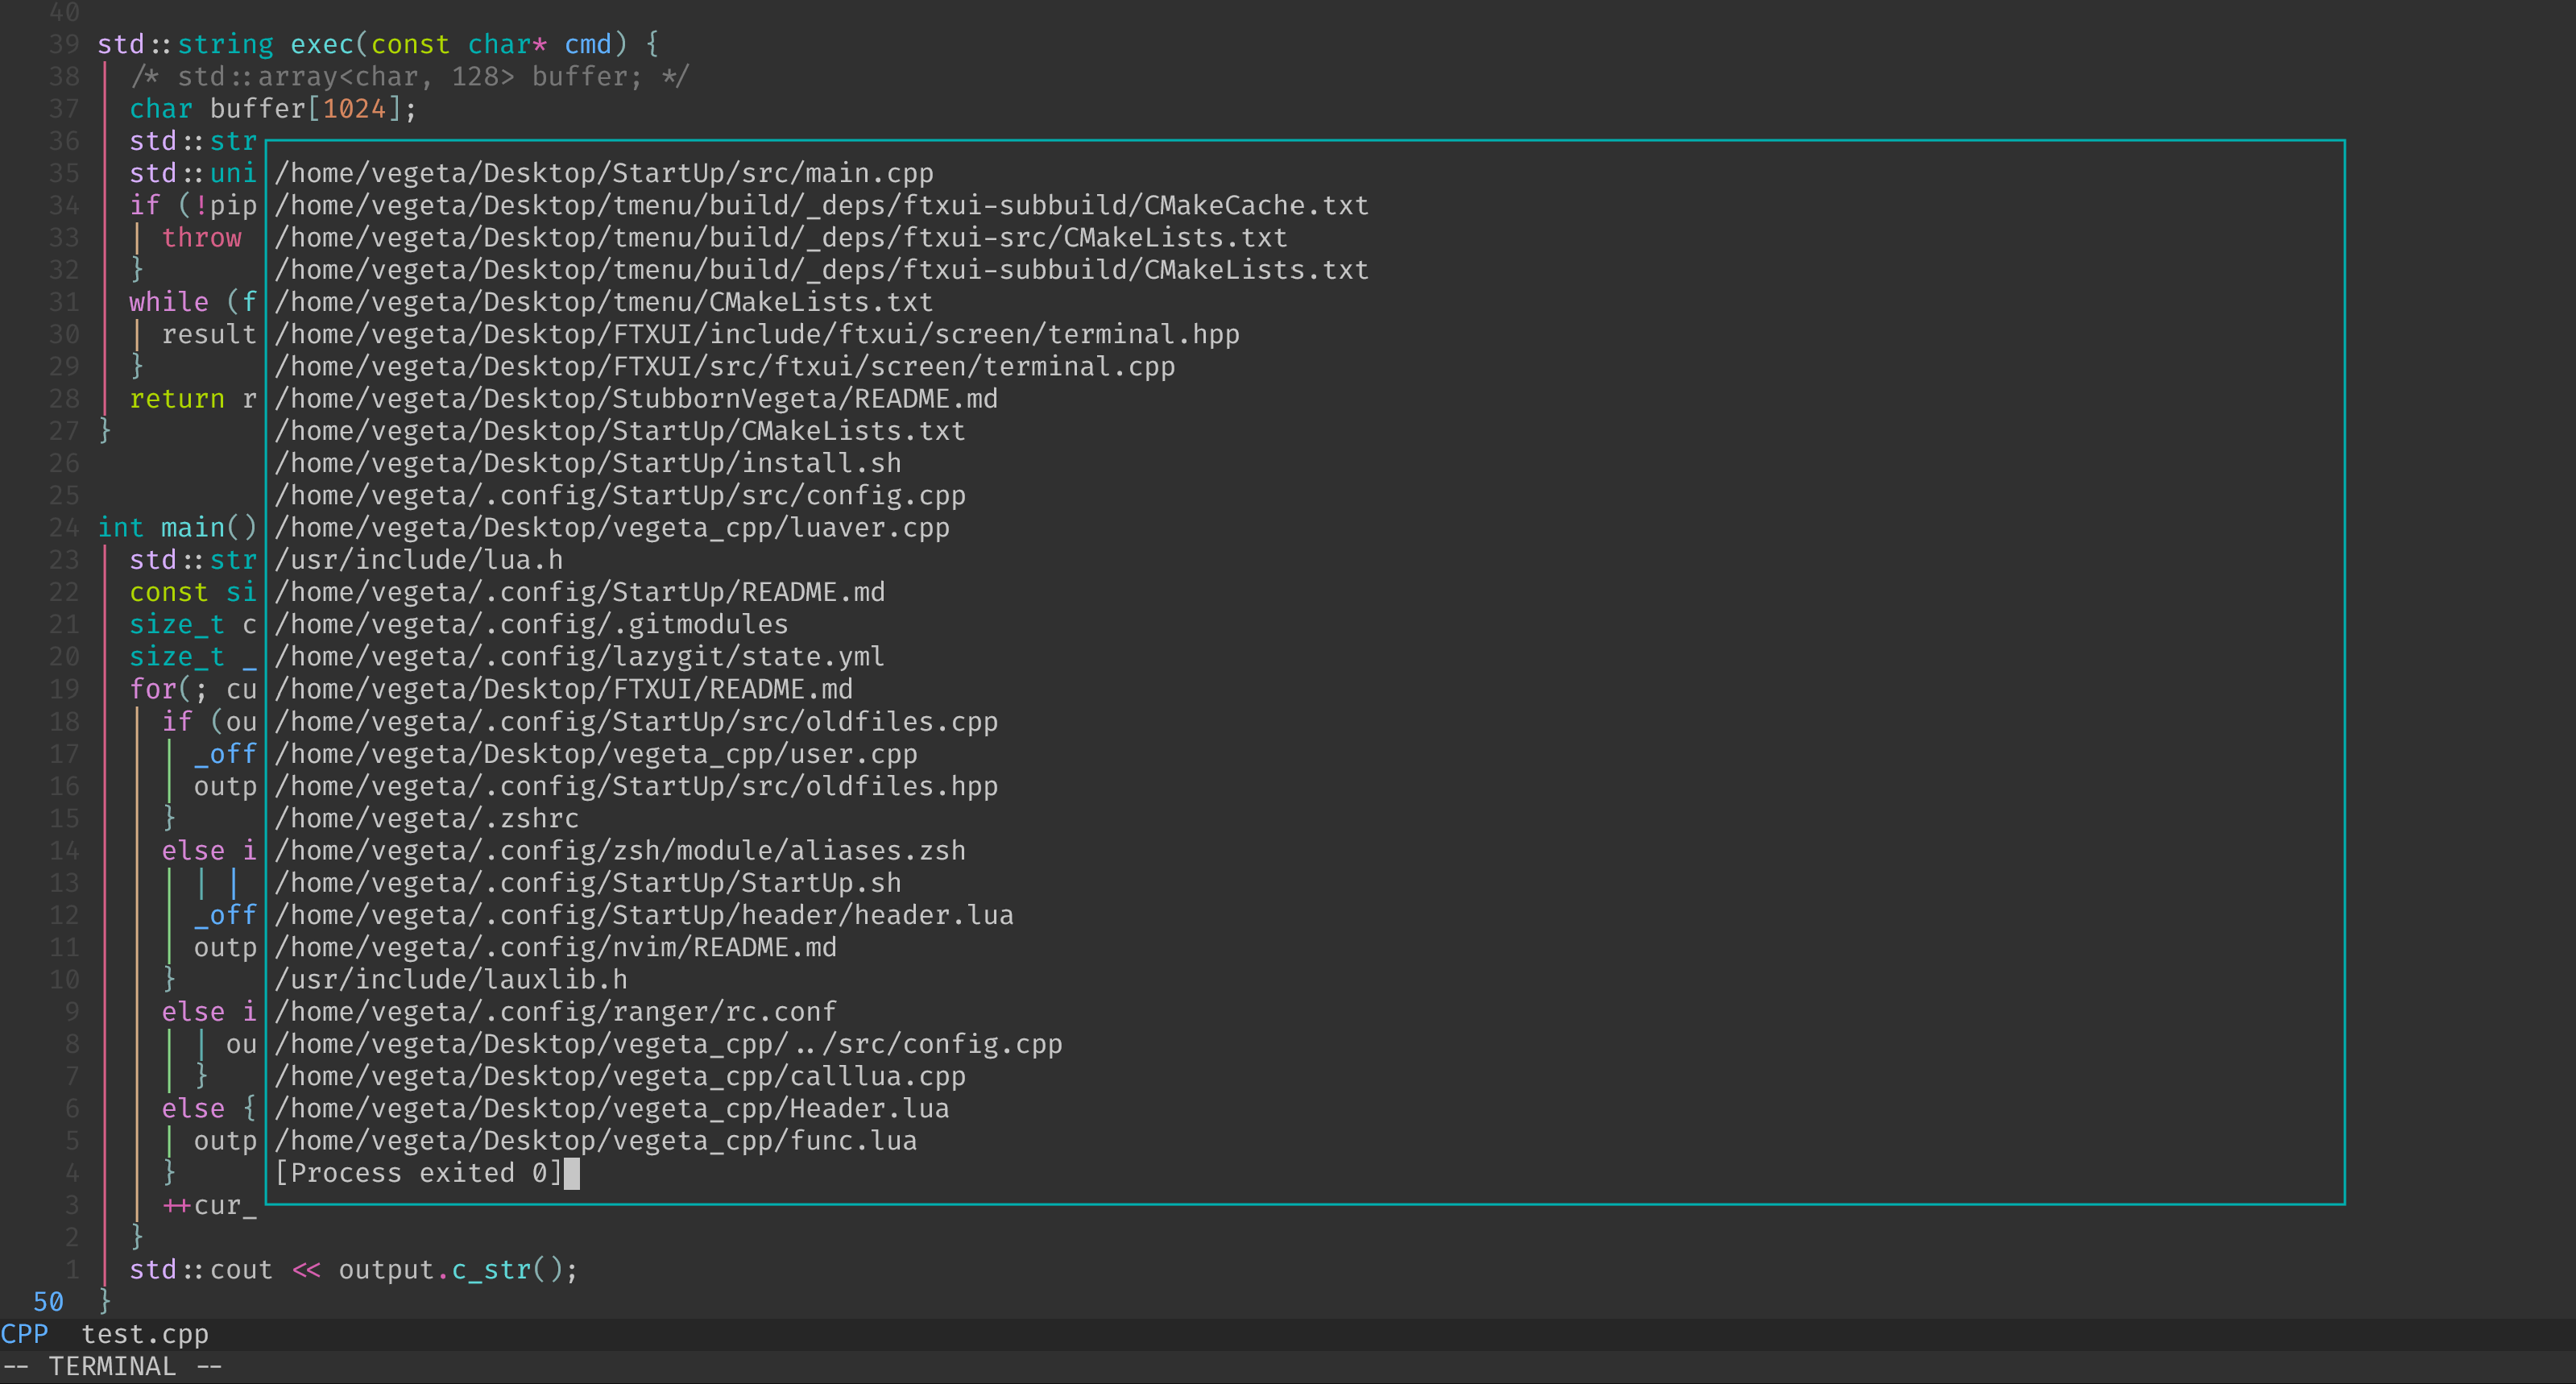 40
39 std::string exec(const char* cmd) {
38 /* std::array<char, 128> buffer; */
37 char buffer[1024];
36 std::str
35 std::uni /home/vegeta/Desktop/StartUp/src/main.cpp
34 if (!pip /home/vegeta/Desktop/tmenu/build/_deps/ftxui-subbuild/CMakeCache.txt
33 throw /home/vegeta/Desktop/tmenu/build/_deps/ftxui-src/CMakeLists.txt
32 } /home/vegeta/Desktop/tmenu/build/_deps/ftxui-subbuild/CMakeLists.txt
31 while (f /home/vegeta/Desktop/tmenu/CMakeLists.txt
30 result /home/vegeta/Desktop/FTXUI/include/ftxui/screen/terminal.hpp
29 } /home/vegeta/Desktop/FTXUI/src/ftxui/screen/terminal.cpp
28 return r /home/vegeta/Desktop/StubbornVegeta/README.md
27 } /home/vegeta/Desktop/StartUp/CMakeLists.txt
26 /home/vegeta/Desktop/StartUp/install.sh
25 /home/vegeta/.config/StartUp/src/config.cpp
24 int main() /home/vegeta/Desktop/vegeta_cpp/luaver.cpp
23 std::str /usr/include/lua.h
22 const si /home/vegeta/.config/StartUp/README.md
21 size_t c /home/vegeta/.config/.gitmodules
20 size_t _ /home/vegeta/.config/lazygit/state.yml
19 for(; cu /home/vegeta/Desktop/FTXUI/README.md
18 if (ou /home/vegeta/.config/StartUp/src/oldfiles.cpp
17 _off /home/vegeta/Desktop/vegeta_cpp/user.cpp
16 outp /home/vegeta/.config/StartUp/src/oldfiles.hpp
15 } /home/vegeta/.zshrc
14 else i /home/vegeta/.config/zsh/module/aliases.zsh
13 /home/vegeta/.config/StartUp/StartUp.sh
12 _off /home/vegeta/.config/StartUp/header/header.lua
11 outp /home/vegeta/.config/nvim/README.md
10 } /usr/include/lauxlib.h
9 else i /home/vegeta/.config/ranger/rc.conf
8 ou /home/vegeta/Desktop/vegeta_cpp/../src/config.cpp
7 } /home/vegeta/Desktop/vegeta_cpp/calllua.cpp
6 else { /home/vegeta/Desktop/vegeta_cpp/Header.lua
5 outp /home/vegeta/Desktop/vegeta_cpp/func.lua
4 } [Process exited 0]
3 ++cur_
2 }
1 std::cout << output.c_str();
50 }
CPP test.cpp
-- TERMINAL --